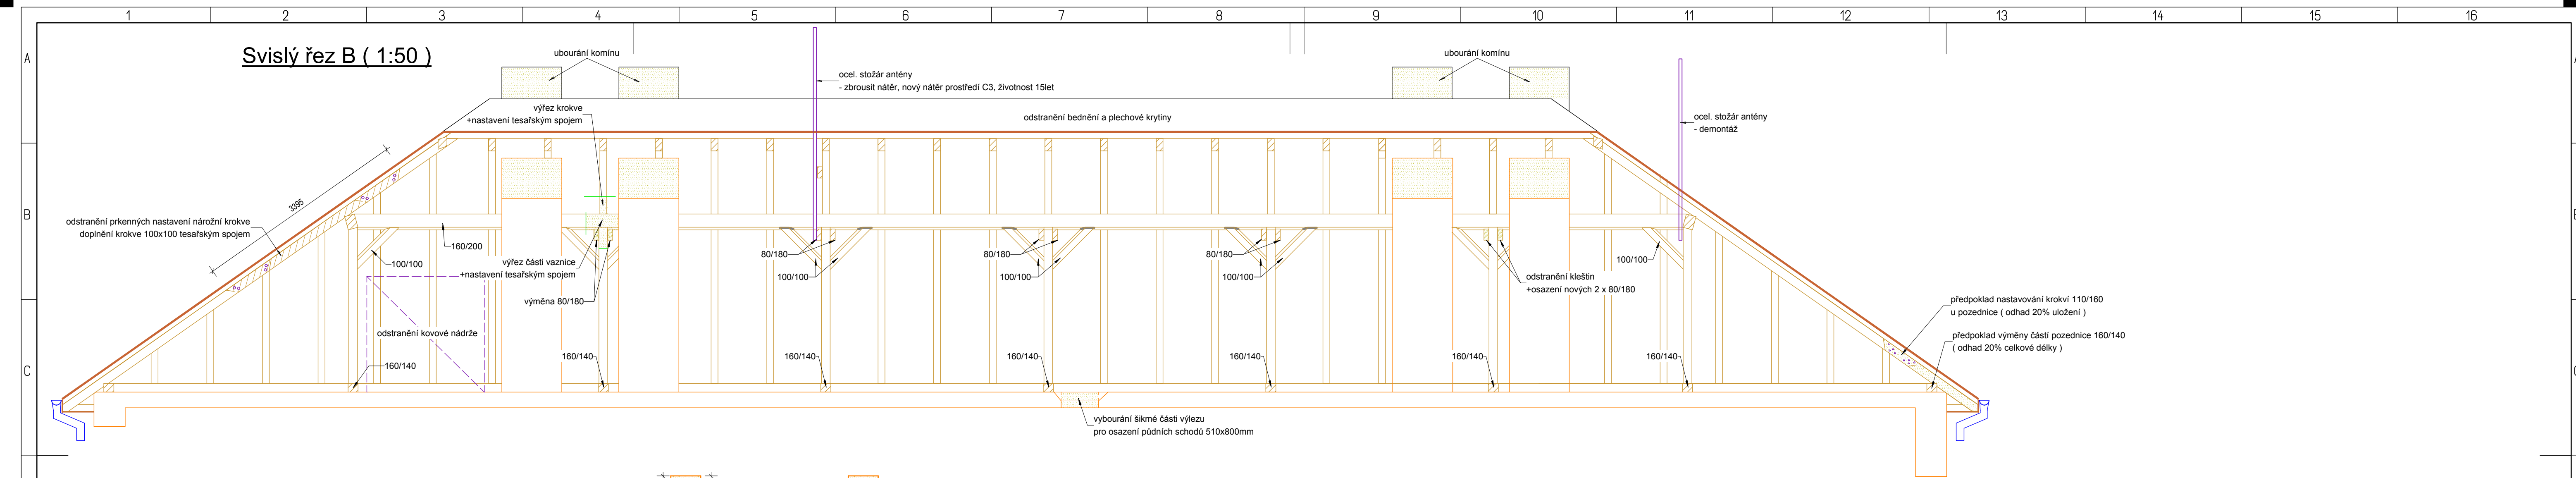 1 2 3 4 5 6 7 8 9 10 11 12 13 14 15 16
A
Svislý řez B ( 1:50 )
ubourání komínu
ubourání komínu
ocel. stožár antény
- zbrousit nátěr, nový nátěr prostředí C3, životnost 15let
výřez krokve
+nastavení tesařským spojem
odstranění bednění a plechové krytiny
ocel. stožár antény
- demontáž
3395
B
odstranění prkenných nastavení nárožní krokve
doplnění krokve 100x100 tesařským spojem
160/200
100/100
výřez části vaznice
+nastavení tesařským spojem
výměna 80/180
80/180
100/100
80/180
100/100
80/180
100/100
odstranění kleštin
+osazení nových 2 x 80/180
100/100
předpoklad nastavování krokví 110/160
u pozednice ( odhad 20% uložení )
předpoklad výměny částí pozednice 160/140
( odhad 20% celkové délky )
odstranění kovové nádrže
C
160/140
160/140
160/140
160/140
160/140
160/140
160/140
vybourání šikmé části výlezu
pro osazení půdních schodů 510x800mm